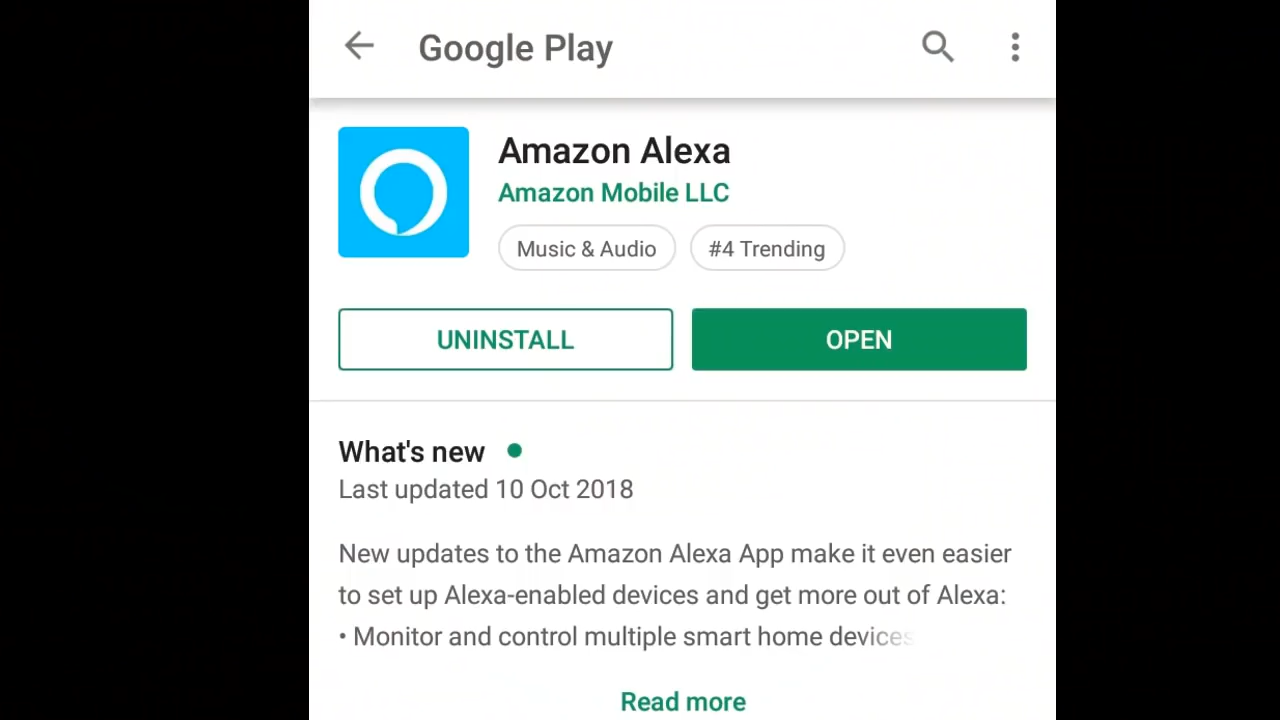 Google Play
Amazon Alexa
Amazon Mobile LLC
Music & Audio
#4 Trending
UNINSTALL
OPEN
What's new
Last updated 10 Oct 2018
New updates to the Amazon Alexa App make it even easier
to set up Alexa-enabled devices and get more out of Alexa:
• Monitor and control multiple smart home devices
Read more